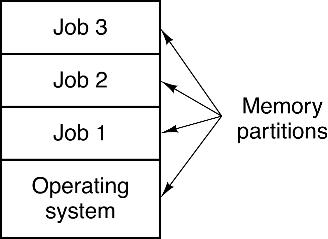 Job 3
Job 2
Job 1
Operating
system
Memory
partitions